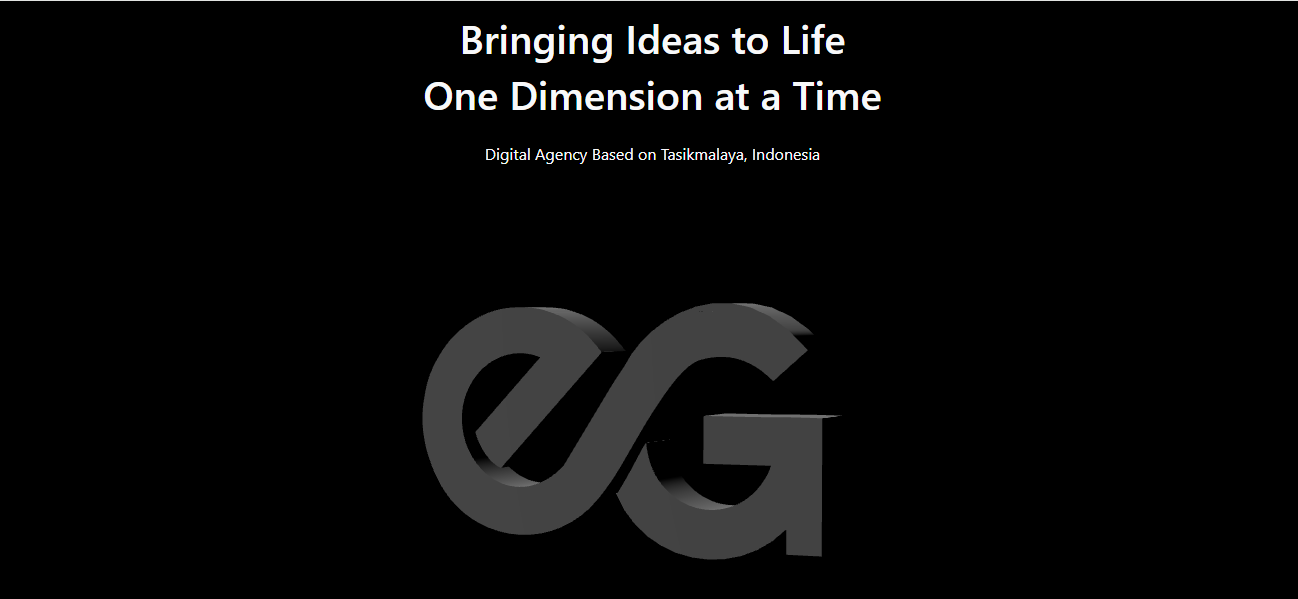 Bringing Ideas to Life
One Dimension at a Time
Digital Agency Based on Tasikmalaya, Indonesia
eG